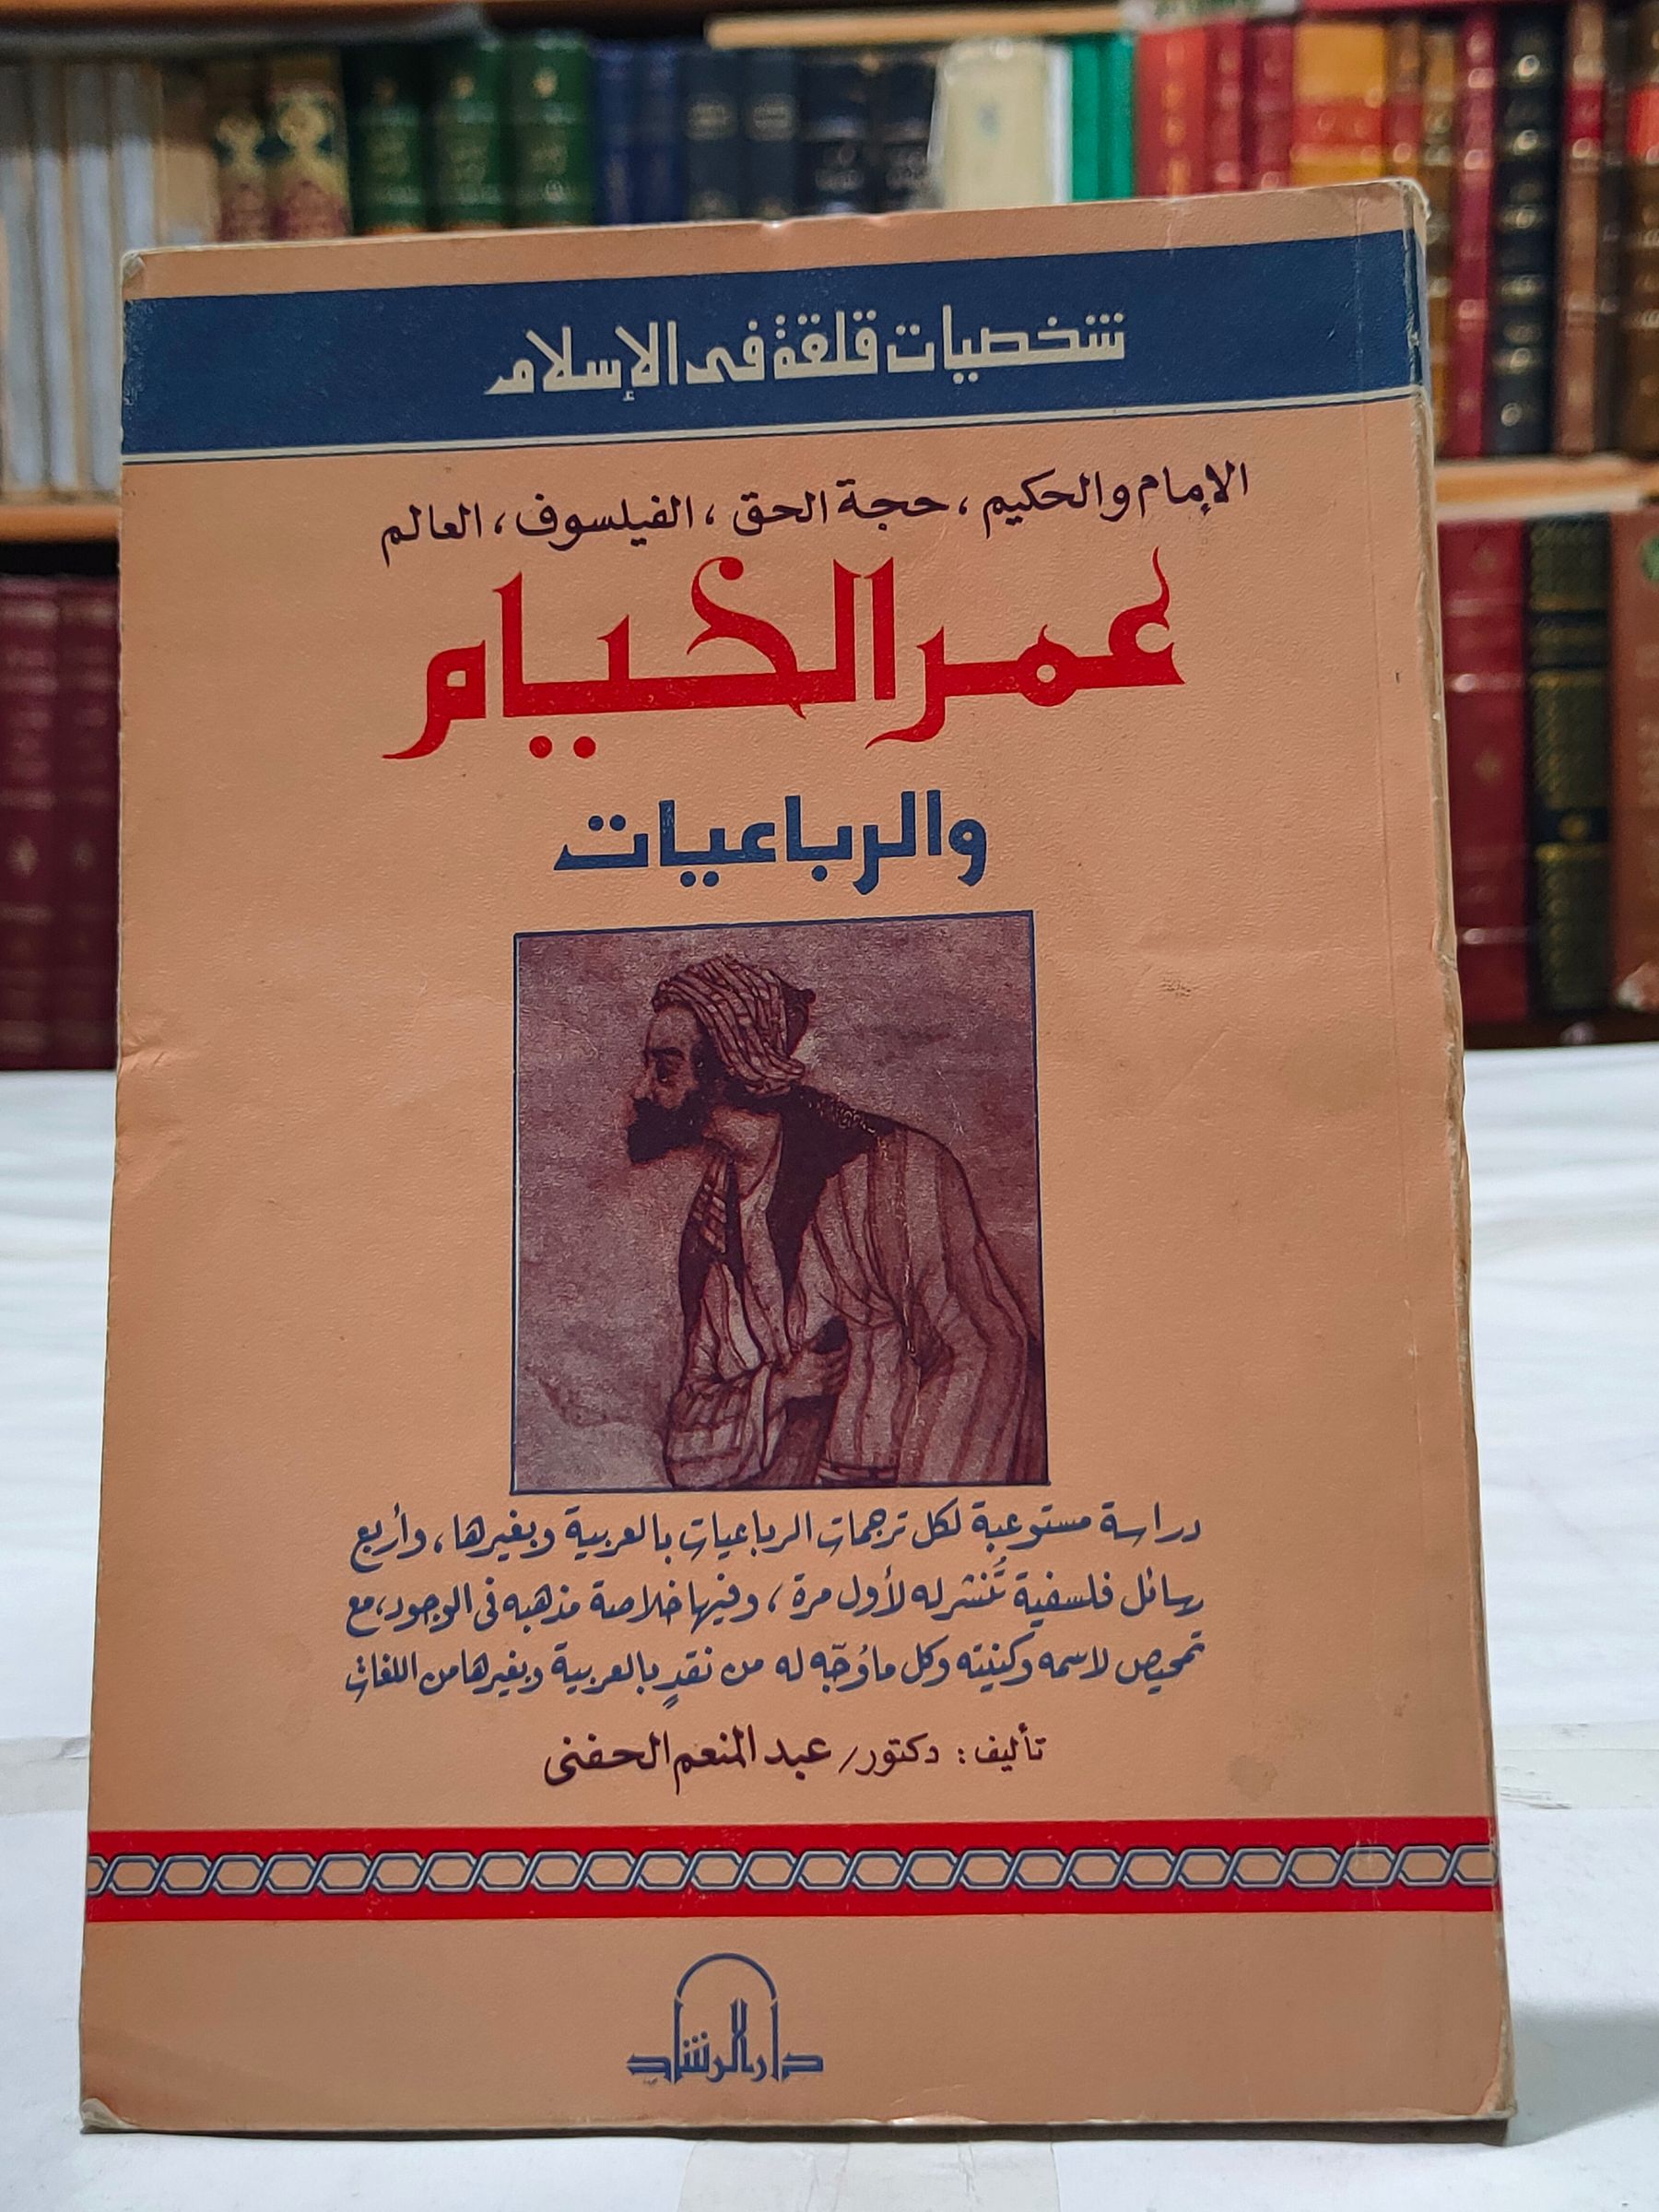 شخصيات قلقة فى الإسلام
الإمام والحكيم، حجة الحق، الفيلسوف، العالم
عمر الخيام
والرباعيات
دراسة مستوعبة لكل ترجمات الرباعيات بالعربية وبغيرها، وأربع
رسائل فلسفية تُنشر له لأول مرة، وفيها خلاصة مذهبه فى الوجود، مع
تمحيص لاسمه وكنيته وكل ما وُجّه له من نقدٍ بالعربية وبغيرها من اللغات
تأليف: دكتور/ عبد المنعم الحفنى
دار الرشاد